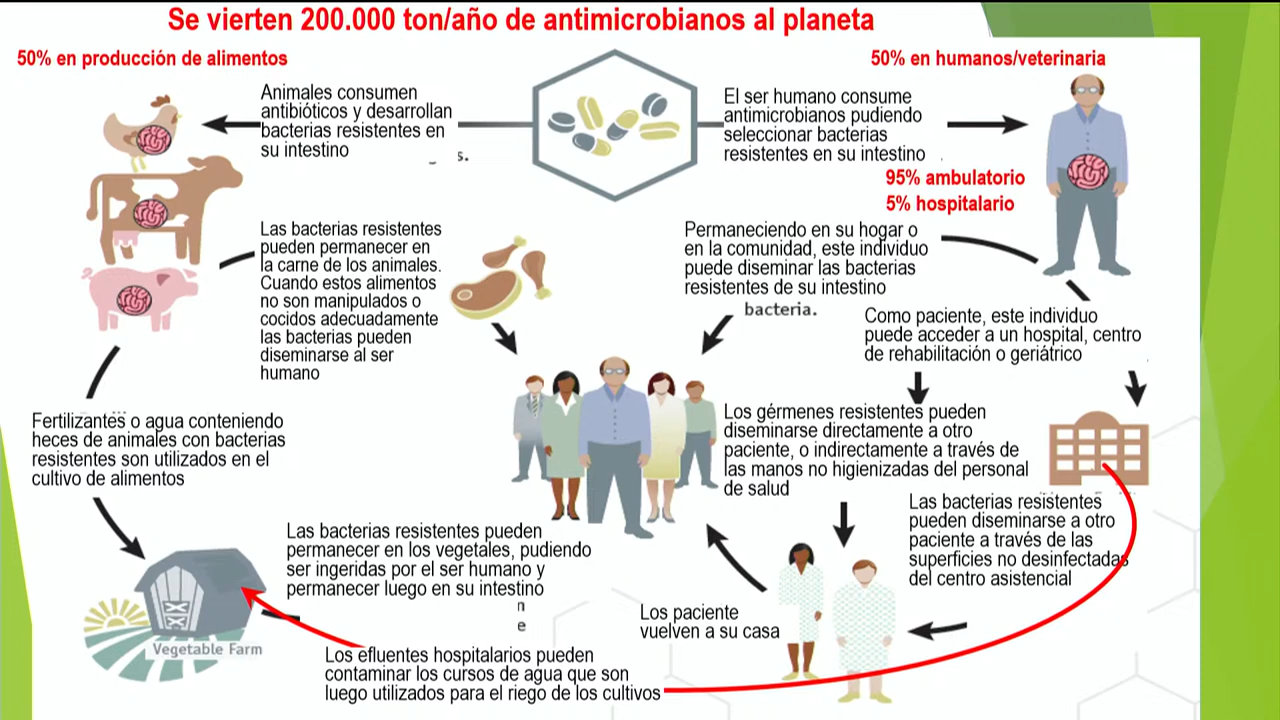 Se vierten 200.000 ton/año de antimicrobianos al planeta
50% en producción de alimentos
50% en humanos/veterinaria
Animales consumen
antibióticos y desarrollan
bacterias resistentes en
su intestino
s.
El ser humano consume
antimicrobianos pudiendo
seleccionar bacterias
resistentes en su intestino
95% ambulatorio
5% hospitalario
Las bacterias resistentes
pueden permanecer en
la carne de los animales.
Cuando estos alimentos
no son manipulados o
cocidos adecuadamente
las bacterias pueden
diseminarse al ser
humano
Permaneciendo en su hogar o
en la comunidad, este individuo
puede diseminar las bacterias
resistentes de su intestino
bacteria.
Como paciente, este individuo
puede acceder a un hospital, centro
de rehabilitación o geriátrico
Fertilizantes o agua conteniendo
heces de animales con bacterias
resistentes son utilizados en el
cultivo de alimentos
Los gérmenes resistentes pueden
diseminarse directamente a otro
paciente, o indirectamente a través de
las manos no higienizadas del personal
de salud
Las bacterias resistentes
pueden diseminarse a otro
paciente a través de las
superficies no desinfectadas
del centro asistencial
Las bacterias resistentes pueden
permanecer en los vegetales, pudiendo
ser ingeridas por el ser humano y
permanecer luego en su intestino
n
e
Los paciente
vuelven a su casa
Vegetable Farm
Los efluentes hospitalarios pueden
contaminar los cursos de agua que son
luego utilizados para el riego de los cultivos